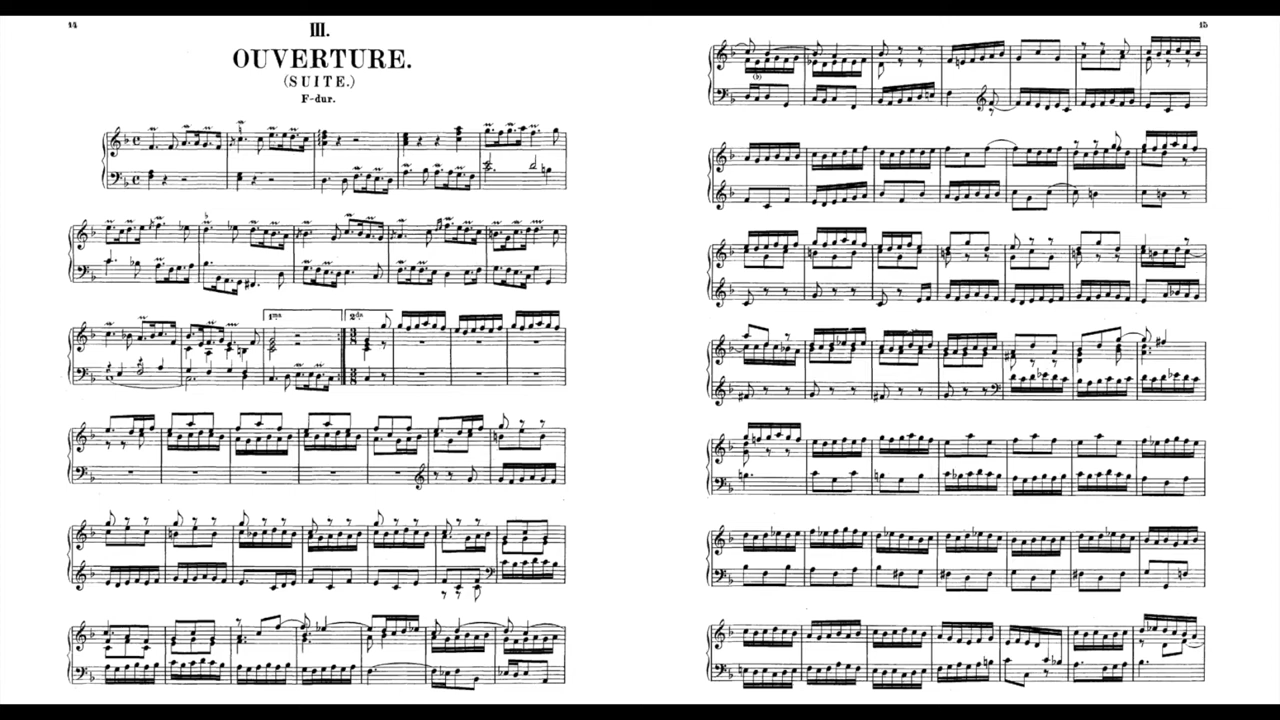 14
III.
OUVERTURE.
(SUITE.)
F-dur.
1ma
2da
15
(b)